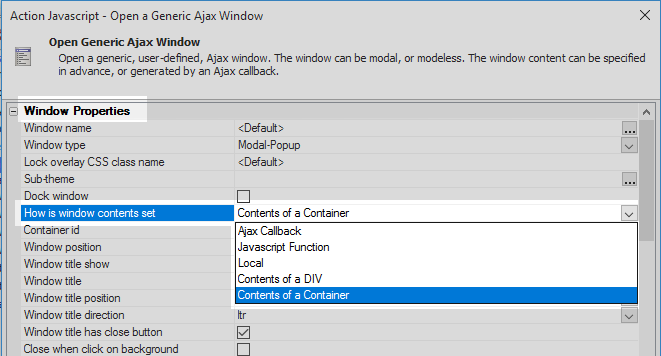 Action Javascript - Open a Generic Ajax Window
Open Generic Ajax Window
Open a generic, user-defined, Ajax window. The window can be modal, or modeless. The window content can be specified
in advance, or generated by an Ajax callback.
Window Properties
Window name <Default> ...
Window type Modal-Popup
Lock overlay CSS class name <Default>
Sub-theme ...
Dock window
How is window contents set Contents of a Container
Container id
Ajax Callback
Window position
Javascript Function
Window title show
Local
Window title
Contents of a DIV
Window title position
Contents of a Container
Window title direction ltr
Window title has close button
Close when click on background